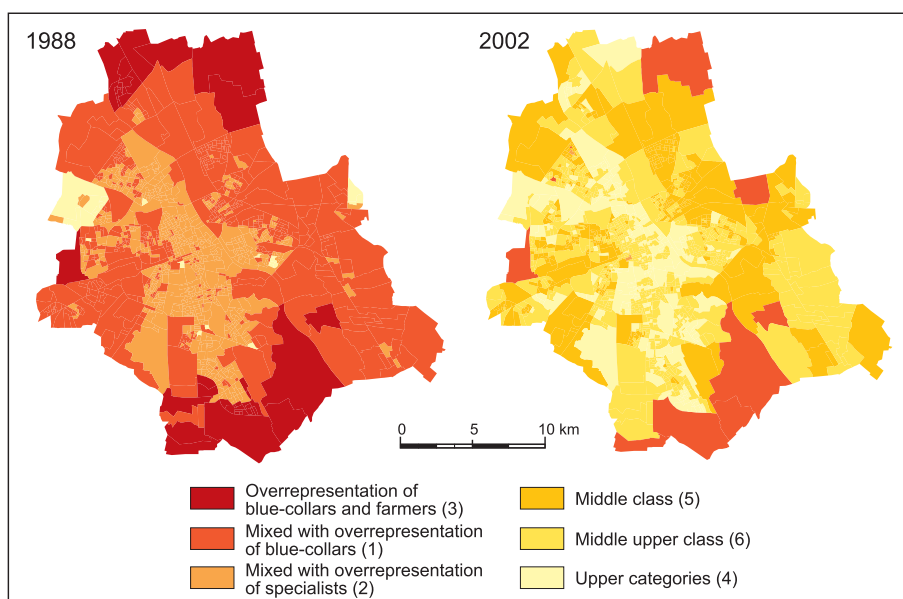 1988
2002
0 5 10 km
Overrepresentation of
blue-collars and farmers (3)
Mixed with overrepresentation
of blue-collars (1)
Mixed with overrepresentation
of specialists (2)
Middle class (5)
Middle upper class (6)
Upper categories (4)